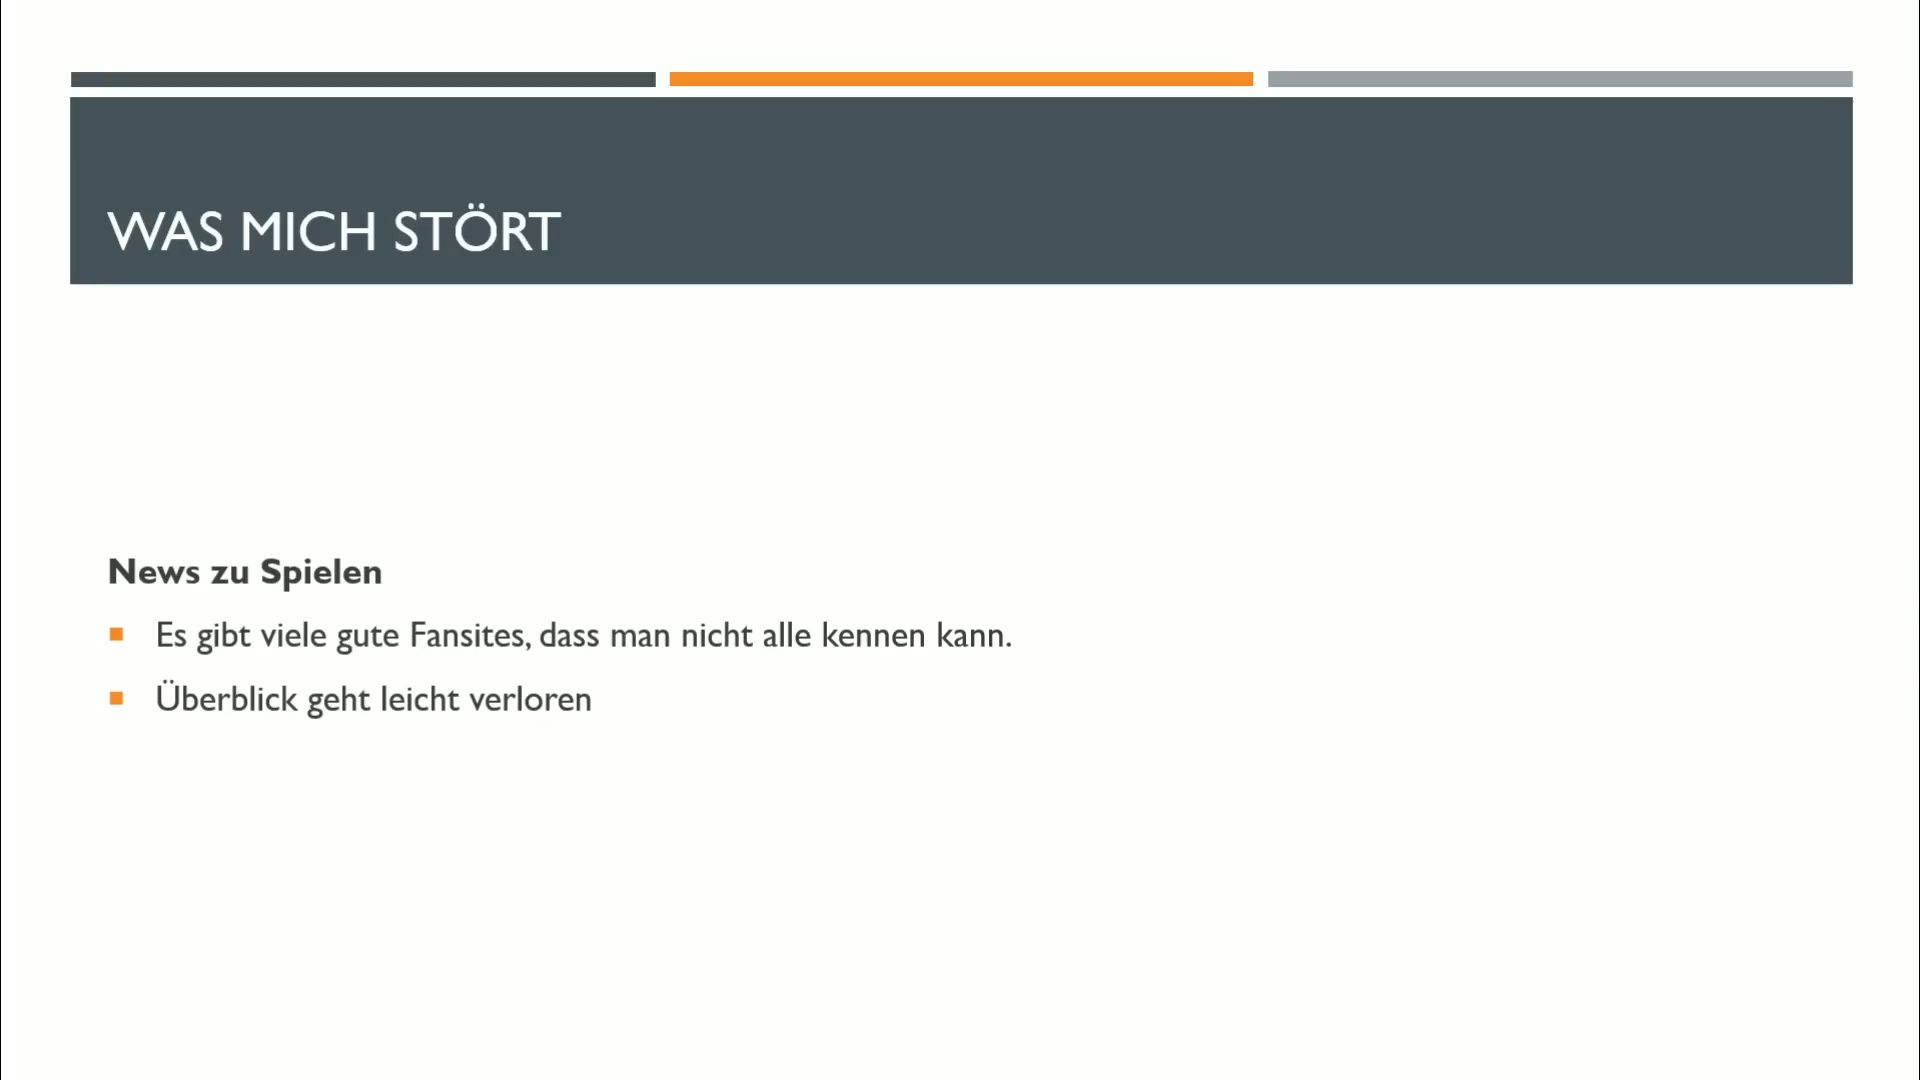 WAS MICH STÖRT
News zu Spielen
Es gibt viele gute Fansites, dass man nicht alle kennen kann.
Überblick geht leicht verloren